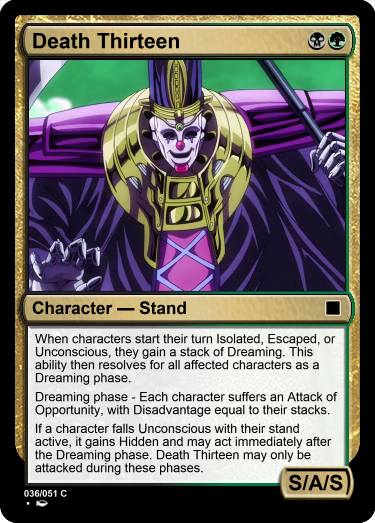 Death Thirteen
Character — Stand
When characters start their turn Isolated, Escaped, or
Unconscious, they gain a stack of Dreaming. This
ability then resolves for all affected characters as a
Dreaming phase.
Dreaming phase - Each character suffers an Attack of
Opportunity, with Disadvantage equal to their stacks.
If a character falls Unconscious with their stand
active, it gains Hidden and may act immediately after
the Dreaming phase. Death Thirteen may only be
attacked during these phases.
S/A/S
036/051 C